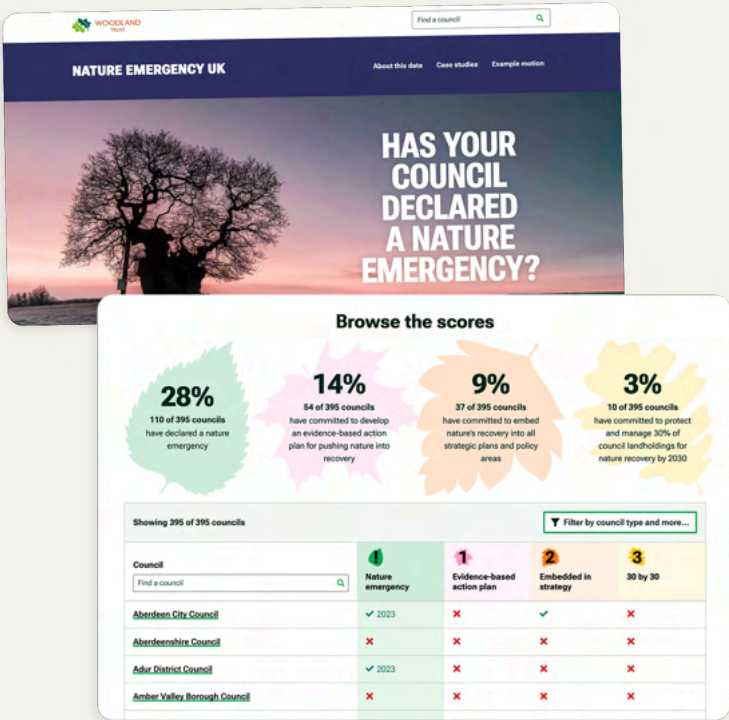 WOODLAND
TRUST
Find a council
NATURE EMERGENCY UK
About this data Case studies Example motion
HAS YOUR
COUNCIL
DECLARED
A NATURE
EMERGENCY?
Browse the scores
28%
110 of 395 councils
have declared a nature
emergency
14%
54 of 395 councils
have committed to develop
an evidence-based action
plan for pushing nature into
recovery
9%
37 of 395 councils
have committed to embed
nature's recovery into all
strategic plans and policy
areas
3%
10 of 395 councils
have committed to protect
and manage 30% of
council landholdings for
nature recovery by 2030
Showing 395 of 395 councils
Filter by council type and more...
Council
Find a council
!
Nature
emergency
1
Evidence-based
action plan
2
Embedded in
strategy
3
30 by 30
Aberdeen City Council ✓ 2023 ✗ ✓ ✗
Aberdeenshire Council ✗ ✗ ✗ ✗
Adur District Council ✓ 2023 ✗ ✗ ✗
Amber Valley Borough Council ✗ ✗ ✗ ✗